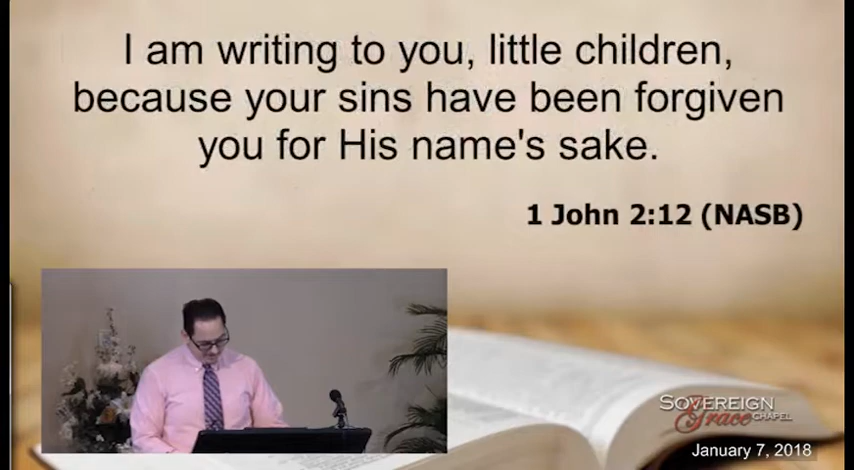 I am writing to you, little children,
because your sins have been forgiven
you for His name's sake.
1 John 2:12 (NASB)
SOVEREIGN
Grace CHAPEL
January 7, 2018